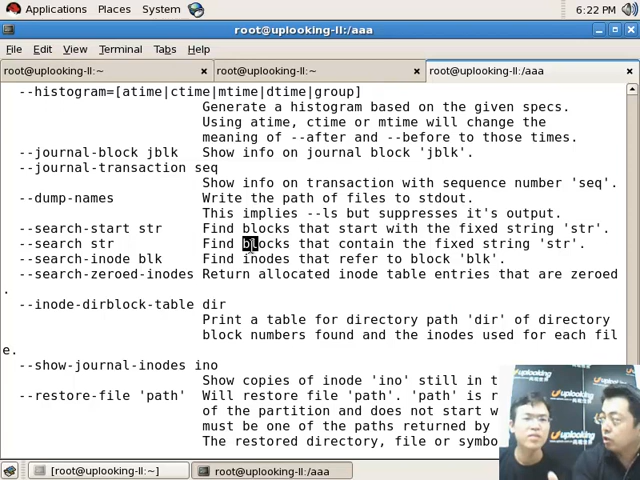 Applications Places System 6:22 PM
root@uplooking-ll:/aaa
File Edit View Terminal Tabs Help
root@uplooking-ll:~ root@uplooking-ll:~ root@uplooking-ll:/aaa
--histogram=[atime|ctime|mtime|dtime|group]
Generate a histogram based on the given specs.
Using atime, ctime or mtime will change the
meaning of --after and --before to those times.
--journal-block jblk Show info on journal block 'jblk'.
--journal-transaction seq
Show info on transaction with sequence number 'seq'.
--dump-names Write the path of files to stdout.
This implies --ls but suppresses it's output.
--search-start str Find blocks that start with the fixed string 'str'.
--search str Find blocks that contain the fixed string 'str'.
--search-inode blk Find inodes that refer to block 'blk'.
--search-zeroed-inodes Return allocated inode table entries that are zeroed
.
--inode-dirblock-table dir
Print a table for directory path 'dir' of directory
block numbers found and the inodes used for each fil
e.
--show-journal-inodes ino
Show copies of inode 'ino' still in t
--restore-file 'path' Will restore file 'path'. 'path' is r
of the partition and does not start w
must be one of the paths returned by
The restored directory, file or symbo
uplooking
uplooking
uplooking
[root@uplooking-ll:~] root@uplooking-ll:/aaa